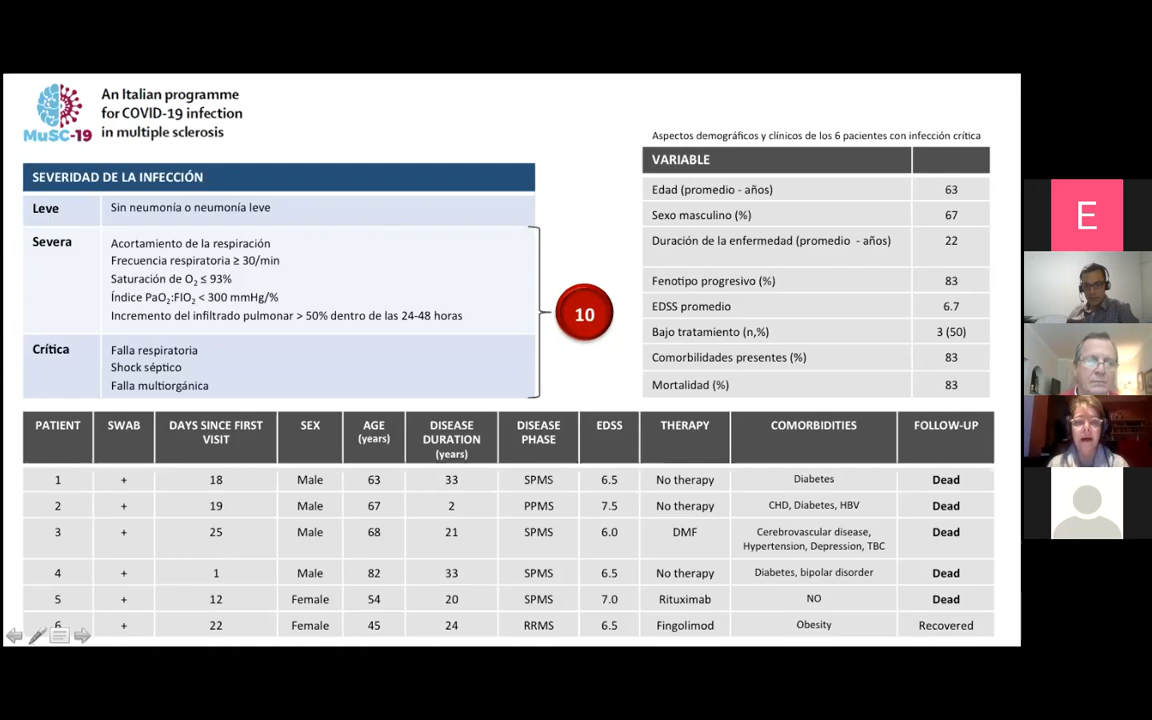 An Italian programme
for COVID-19 infection
in multiple sclerosis
MuSC-19
SEVERIDAD DE LA INFECCIÓN
Leve Sin neumonía o neumonía leve
Severa Acortamiento de la respiración
Frecuencia respiratoria ≥ 30/min
Saturación de O₂ ≤ 93%
Índice PaO₂:FIO₂ < 300 mmHg/%
Incremento del infiltrado pulmonar > 50% dentro de las 24-48 horas
Crítica Falla respiratoria
Shock séptico
Falla multiorgánica
10
Aspectos demográficos y clínicos de los 6 pacientes con infección crítica
VARIABLE
Edad (promedio - años) 63
Sexo masculino (%) 67
Duración de la enfermedad (promedio - años) 22
Fenotipo progresivo (%) 83
EDSS promedio 6.7
Bajo tratamiento (n,%) 3 (50)
Comorbilidades presentes (%) 83
Mortalidad (%) 83
PATIENT SWAB DAYS SINCE FIRST VISIT SEX AGE (years) DISEASE DURATION (years) DISEASE PHASE EDSS THERAPY COMORBIDITIES FOLLOW-UP
1 + 18 Male 63 33 SPMS 6.5 No therapy Diabetes Dead
2 + 19 Male 67 2 PPMS 7.5 No therapy CHD, Diabetes, HBV Dead
3 + 25 Male 68 21 SPMS 6.0 DMF Cerebrovascular disease, Hypertension, Depression, TBC Dead
4 + 1 Male 82 33 SPMS 6.5 No therapy Diabetes, bipolar disorder Dead
5 + 12 Female 54 20 SPMS 7.0 Rituximab NO Dead
6 + 22 Female 45 24 RRMS 6.5 Fingolimod Obesity Recovered
E